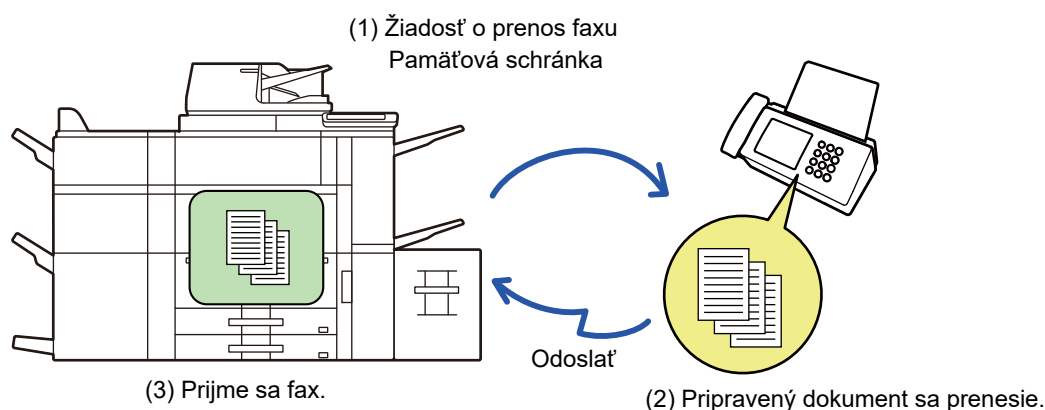 (1) Žiadosť o prenos faxu
Pamäťová schránka
Odoslať
(3) Prijme sa fax.
(2) Pripravený dokument sa prenesie.